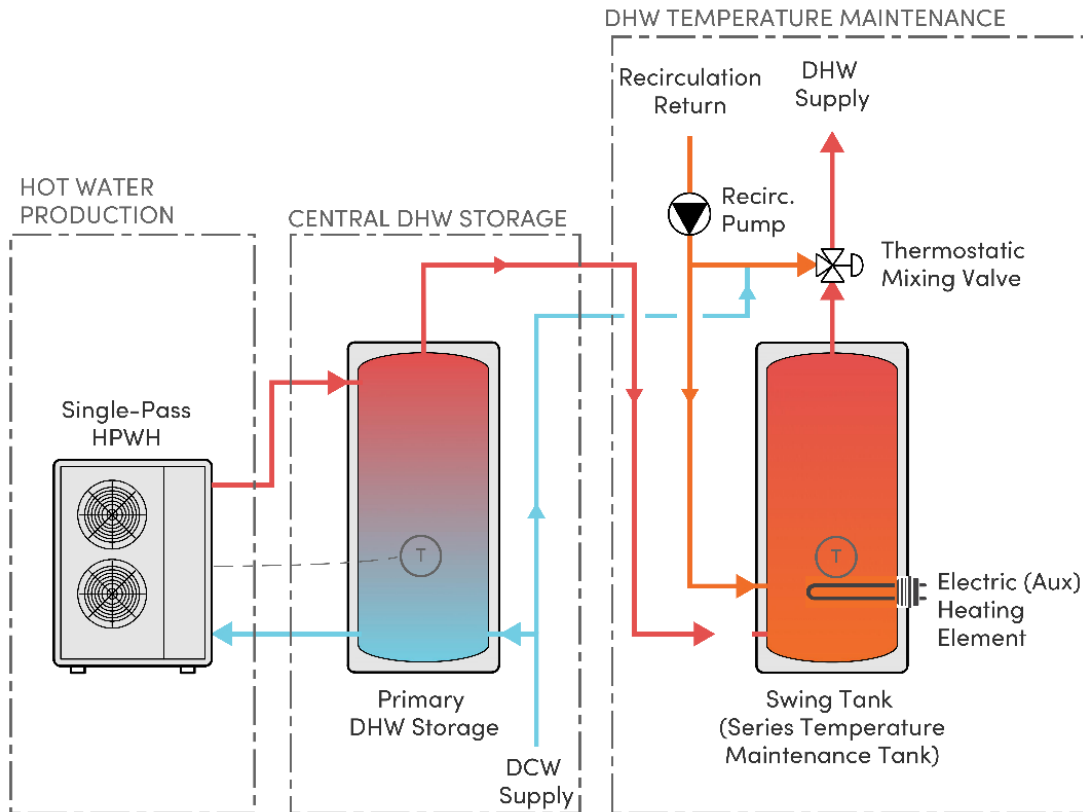 DHW TEMPERATURE MAINTENANCE
Recirculation
Return
DHW
Supply
HOT WATER
PRODUCTION
CENTRAL DHW STORAGE
Recirc.
Pump
Thermostatic
Mixing Valve
Single-Pass
HPWH
T
T
Electric (Aux)
Heating
Element
Primary
DHW Storage
Swing Tank
(Series Temperature
Maintenance Tank)
DCW
Supply